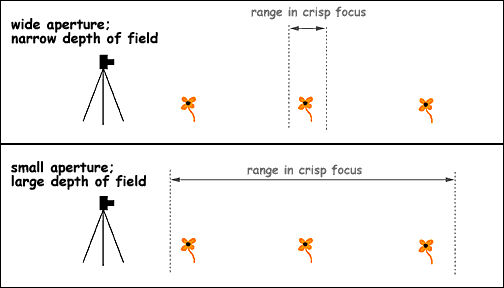 range in crisp focus
wide aperture;
narrow depth of field
small aperture;
large depth of field
range in crisp focus